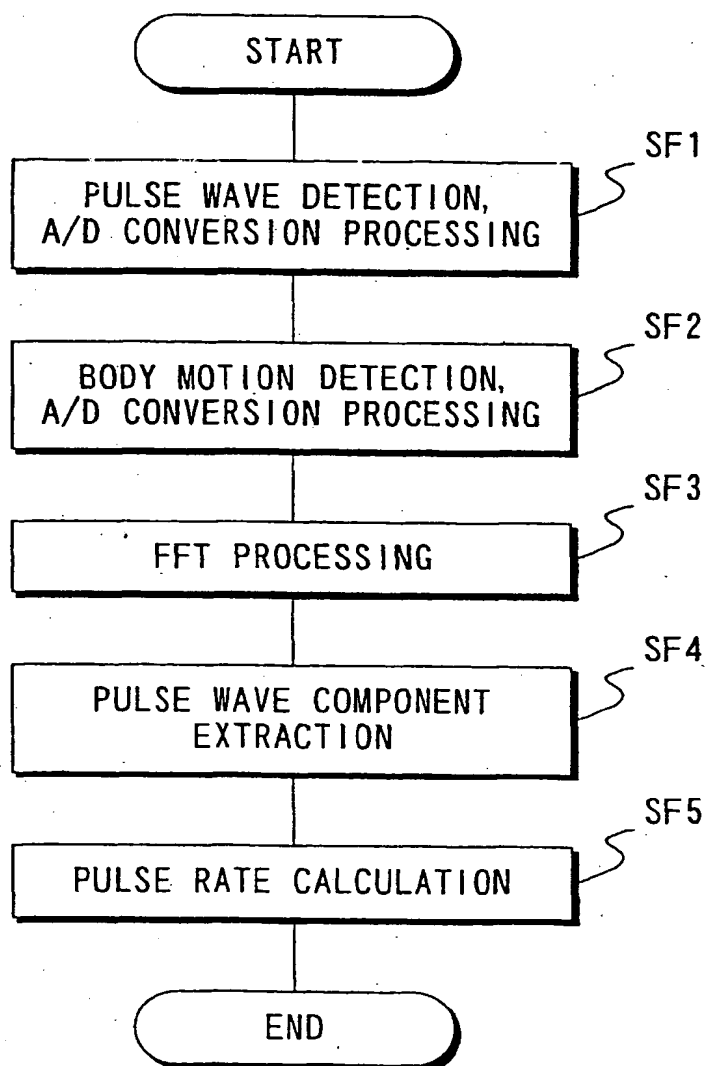 START
SF1
PULSE WAVE DETECTION,
A/D CONVERSION PROCESSING
SF2
BODY MOTION DETECTION,
A/D CONVERSION PROCESSING
SF3
FFT PROCESSING
SF4
PULSE WAVE COMPONENT
EXTRACTION
SF5
PULSE RATE CALCULATION
END